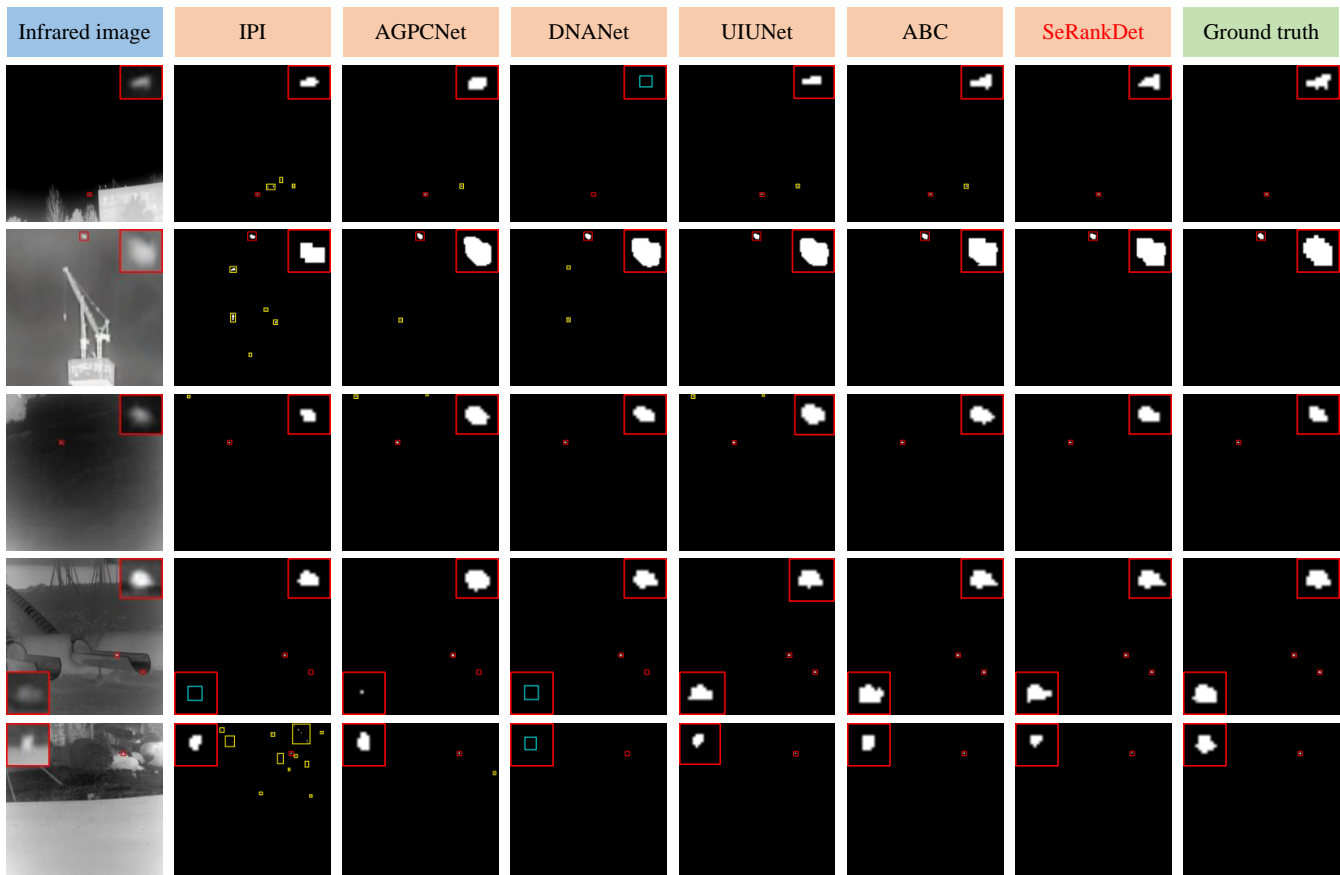 Infrared image
IPI
AGPCNet
DNANet
UIUNet
ABC
SeRankDet
Ground truth